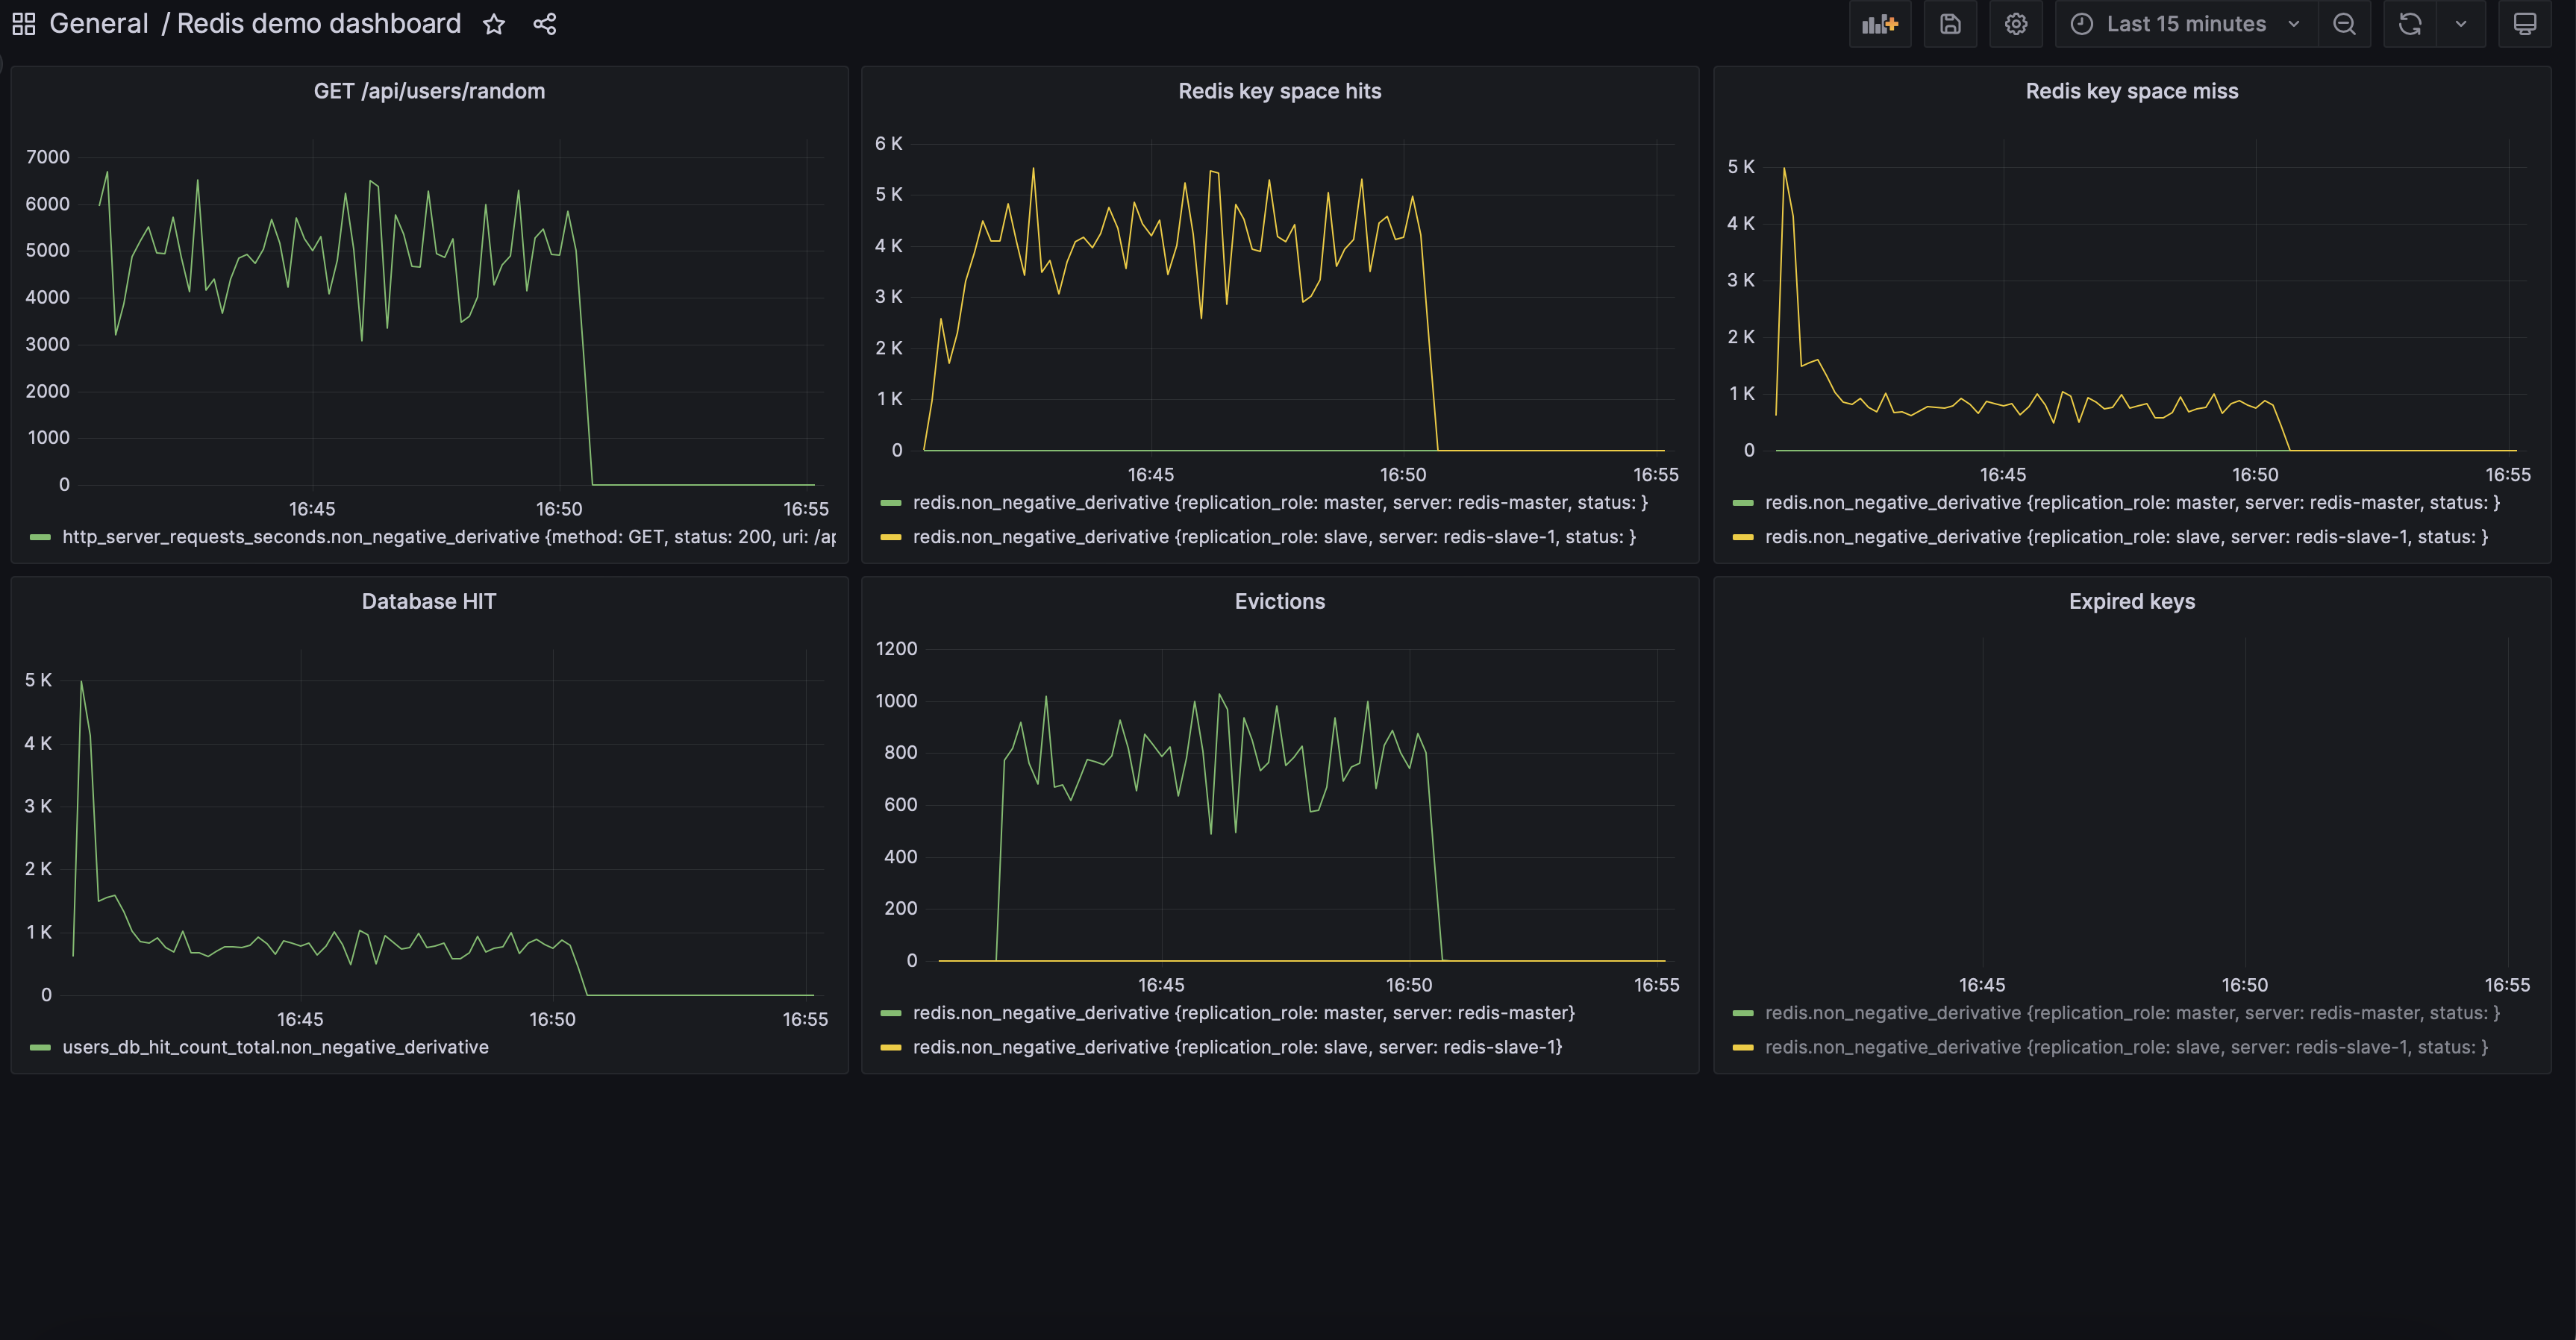 General / Redis demo dashboard
Last 15 minutes
GET /api/users/random
7000
6000
5000
4000
3000
2000
1000
0
16:45 16:50 16:55
http_server_requests_seconds.non_negative_derivative {method: GET, status: 200, uri: /ap
Redis key space hits
6 K
5 K
4 K
3 K
2 K
1 K
0
16:45 16:50 16:55
redis.non_negative_derivative {replication_role: master, server: redis-master, status: }
redis.non_negative_derivative {replication_role: slave, server: redis-slave-1, status: }
Redis key space miss
5 K
4 K
3 K
2 K
1 K
0
16:45 16:50 16:55
redis.non_negative_derivative {replication_role: master, server: redis-master, status: }
redis.non_negative_derivative {replication_role: slave, server: redis-slave-1, status: }
Database HIT
5 K
4 K
3 K
2 K
1 K
0
16:45 16:50 16:55
users_db_hit_count_total.non_negative_derivative
Evictions
1200
1000
800
600
400
200
0
16:45 16:50 16:55
redis.non_negative_derivative {replication_role: master, server: redis-master}
redis.non_negative_derivative {replication_role: slave, server: redis-slave-1}
Expired keys
16:45 16:50 16:55
redis.non_negative_derivative {replication_role: master, server: redis-master, status: }
redis.non_negative_derivative {replication_role: slave, server: redis-slave-1, status: }